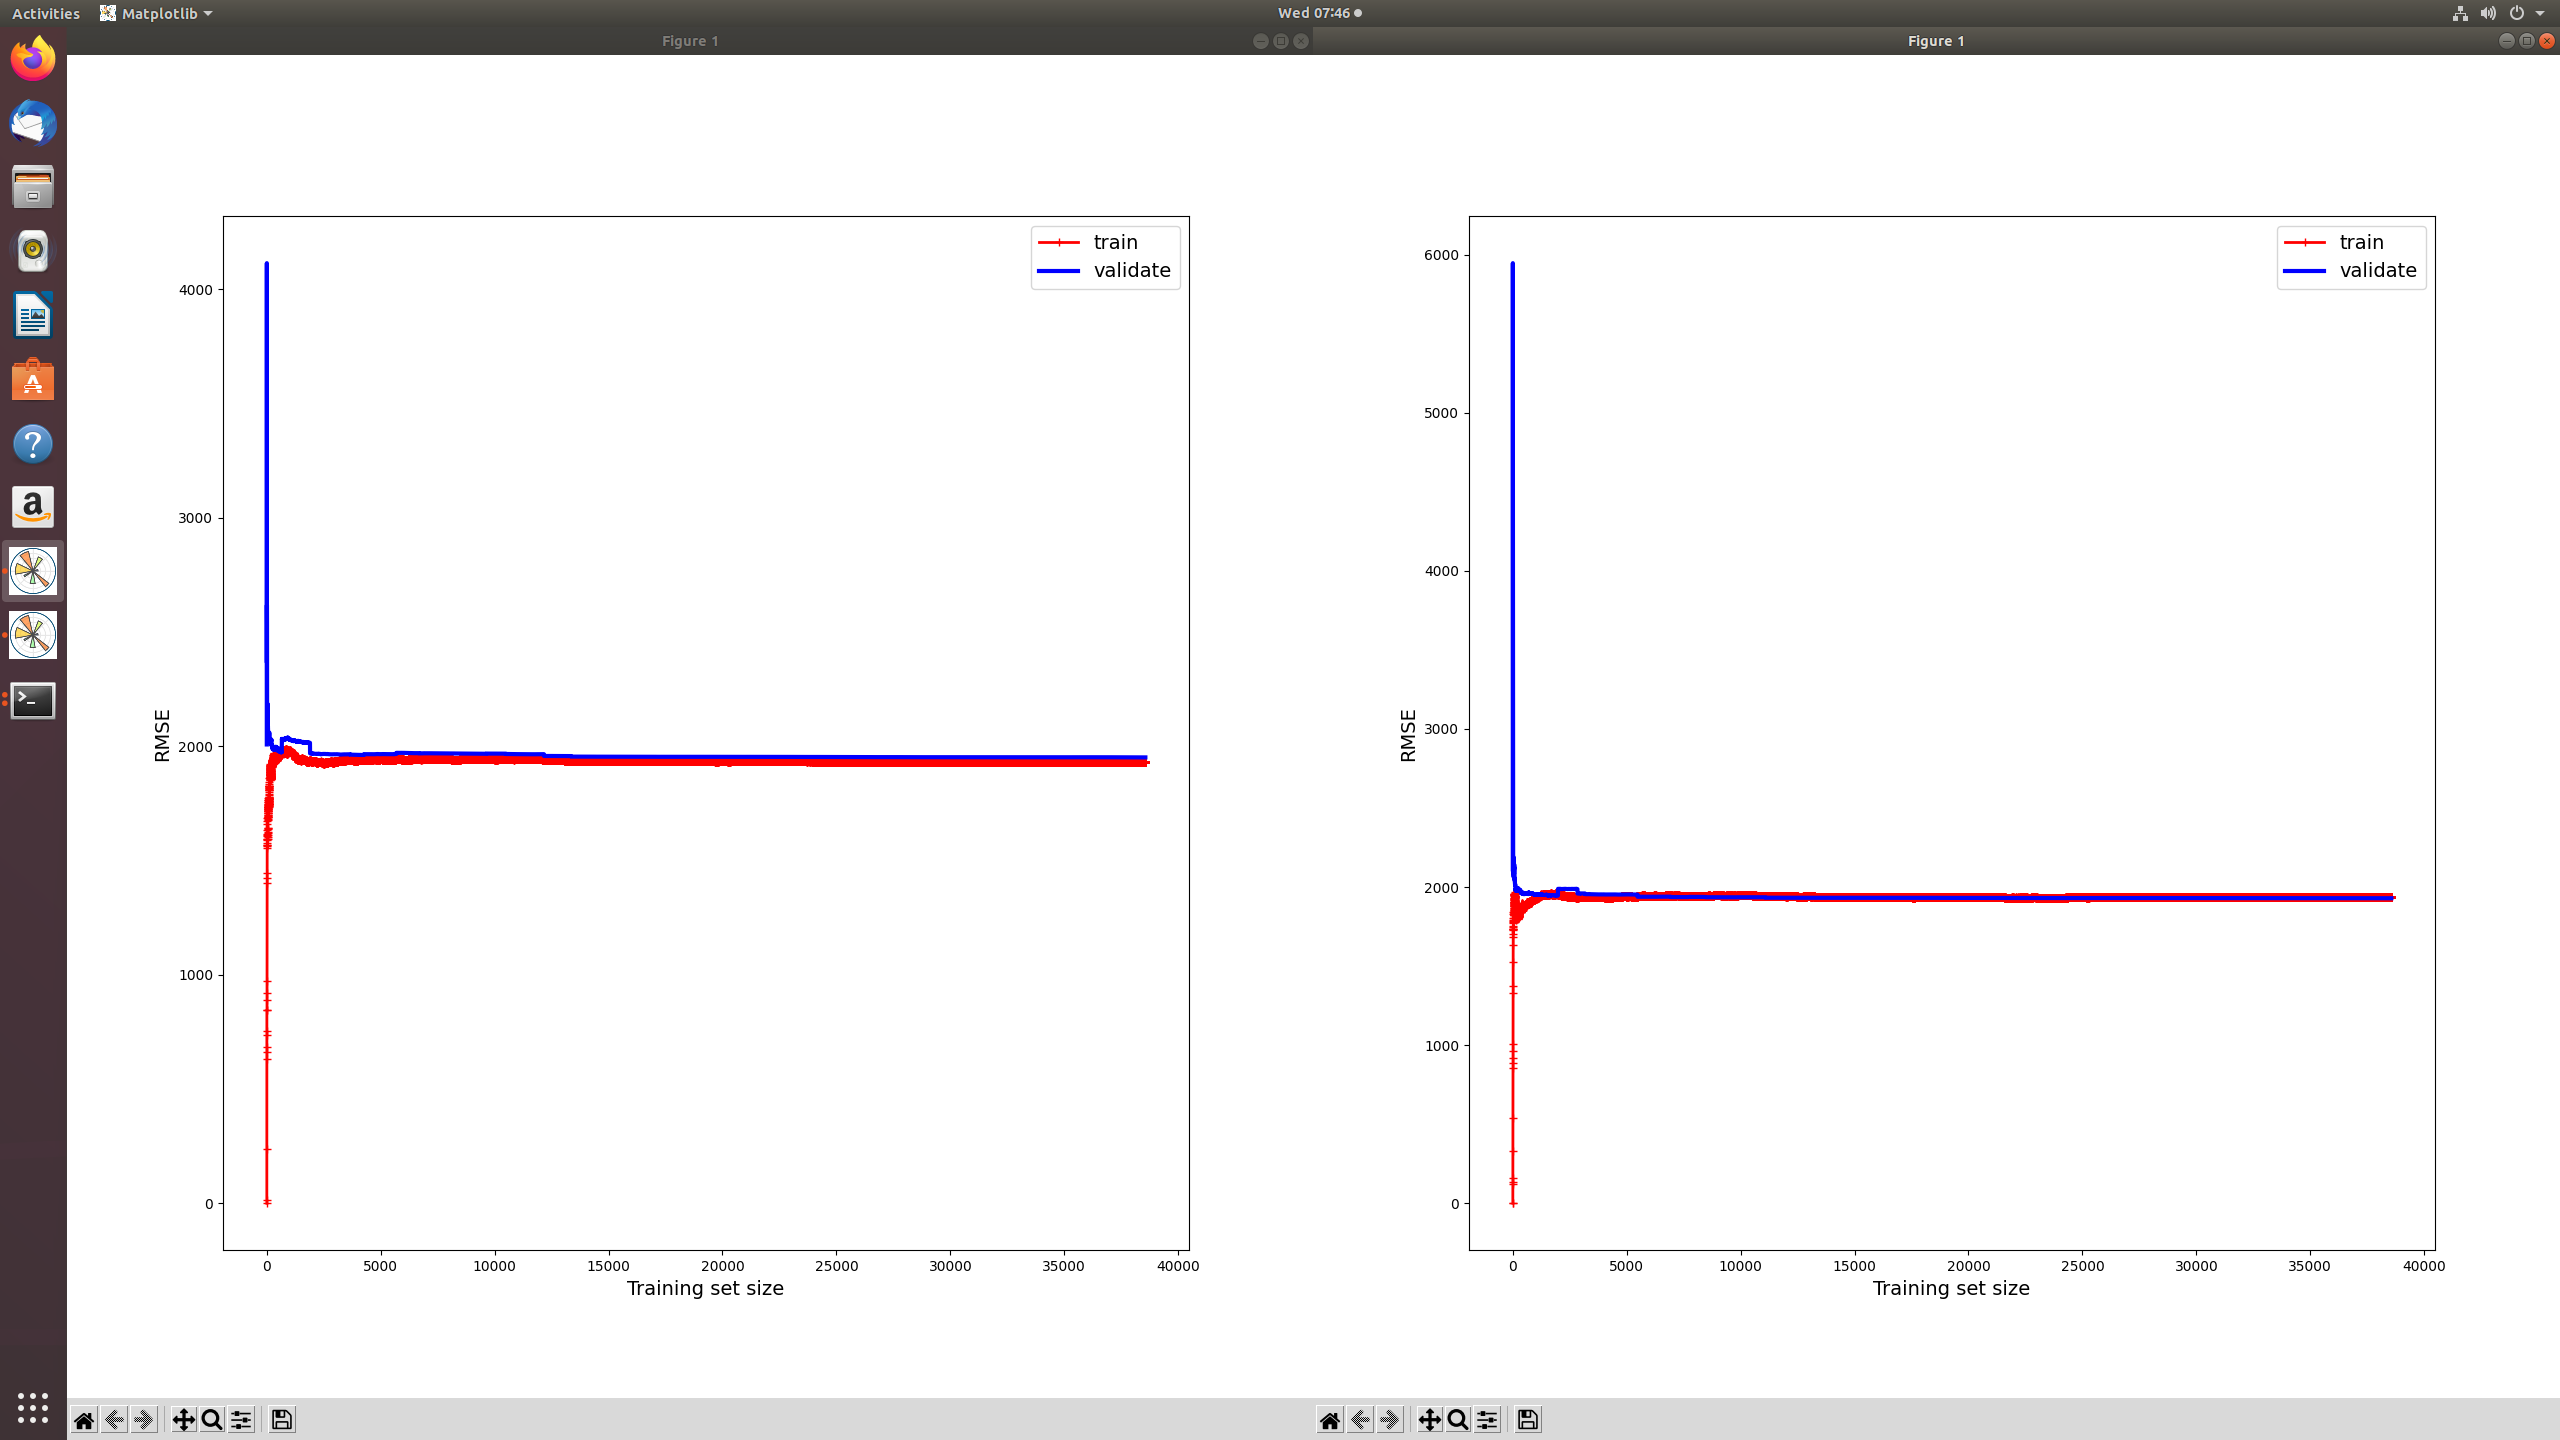 Activities Matplotlib Wed 07:46
Figure 1 Figure 1
train
validate
4000
3000
2000
1000
0
RMSE
0 5000 10000 15000 20000 25000 30000 35000 40000
Training set size
train
validate
6000
5000
4000
3000
2000
1000
0
RMSE
0 5000 10000 15000 20000 25000 30000 35000 40000
Training set size